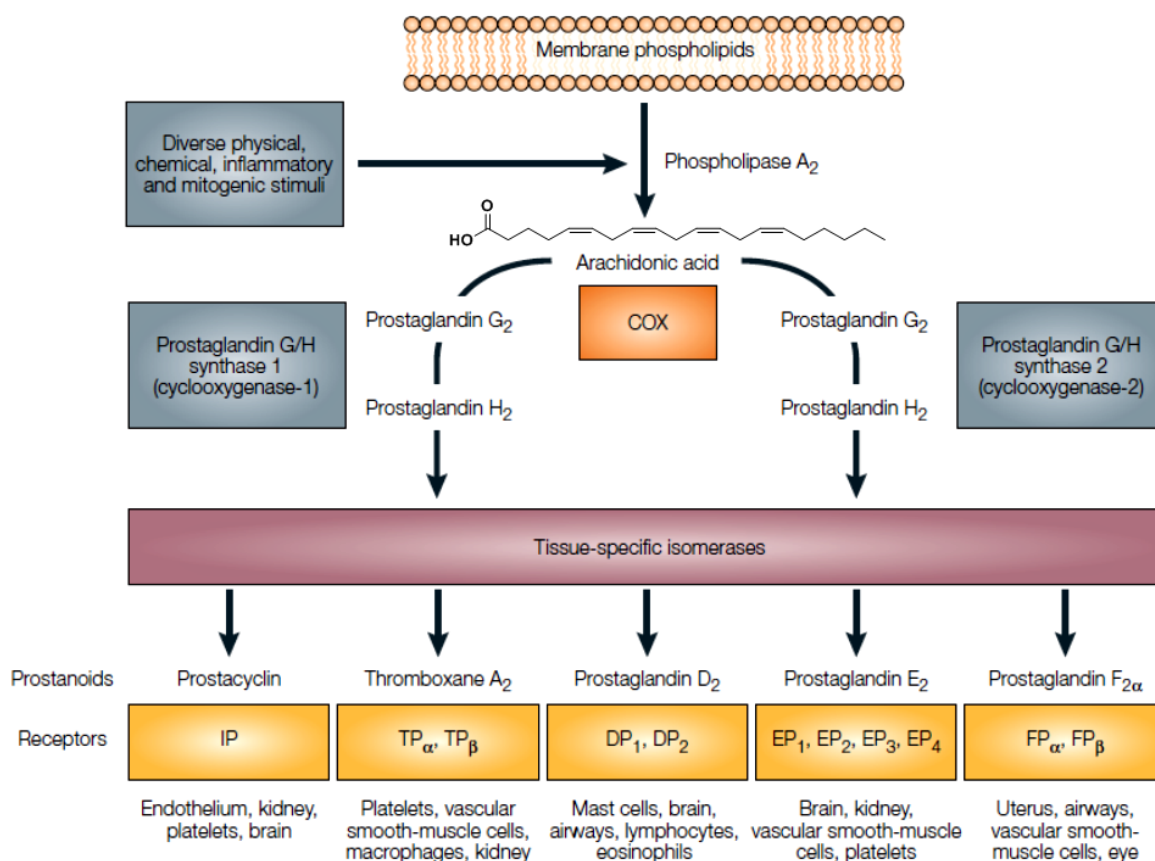 Membrane phospholipids
Diverse physical,
chemical, inflammatory
and mitogenic stimuli
Phospholipase A2
O
HO
Arachidonic acid
COX
Prostaglandin G2
Prostaglandin G2
Prostaglandin G/H
synthase 1
(cyclooxygenase-1)
Prostaglandin G/H
synthase 2
(cyclooxygenase-2)
Prostaglandin H2
Prostaglandin H2
Tissue-specific isomerases
Prostanoids
Prostacyclin
Thromboxane A2
Prostaglandin D2
Prostaglandin E2
Prostaglandin F2α
Receptors
IP
TPα, TPβ
DP1, DP2
EP1, EP2, EP3, EP4
FPα, FPβ
Endothelium, kidney,
platelets, brain
Platelets, vascular
smooth-muscle cells,
macrophages, kidney
Mast cells, brain,
airways, lymphocytes,
eosinophils
Brain, kidney,
vascular smooth-muscle
cells, platelets
Uterus, airways,
vascular smooth-
muscle cells, eye